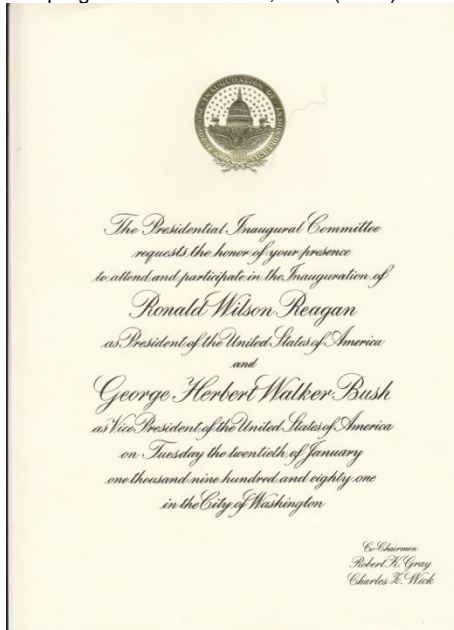 The Presidential Inaugural Committee
requests the honor of your presence
to attend and participate in the Inauguration of
Ronald Wilson Reagan
as President of the United States of America
and
George Herbert Walker Bush
as Vice President of the United States of America
on Tuesday the twentieth of January
one thousand nine hundred and eighty one
in the City of Washington
Co-Chairmen
Robert K. Gray
Charles Z. Wick